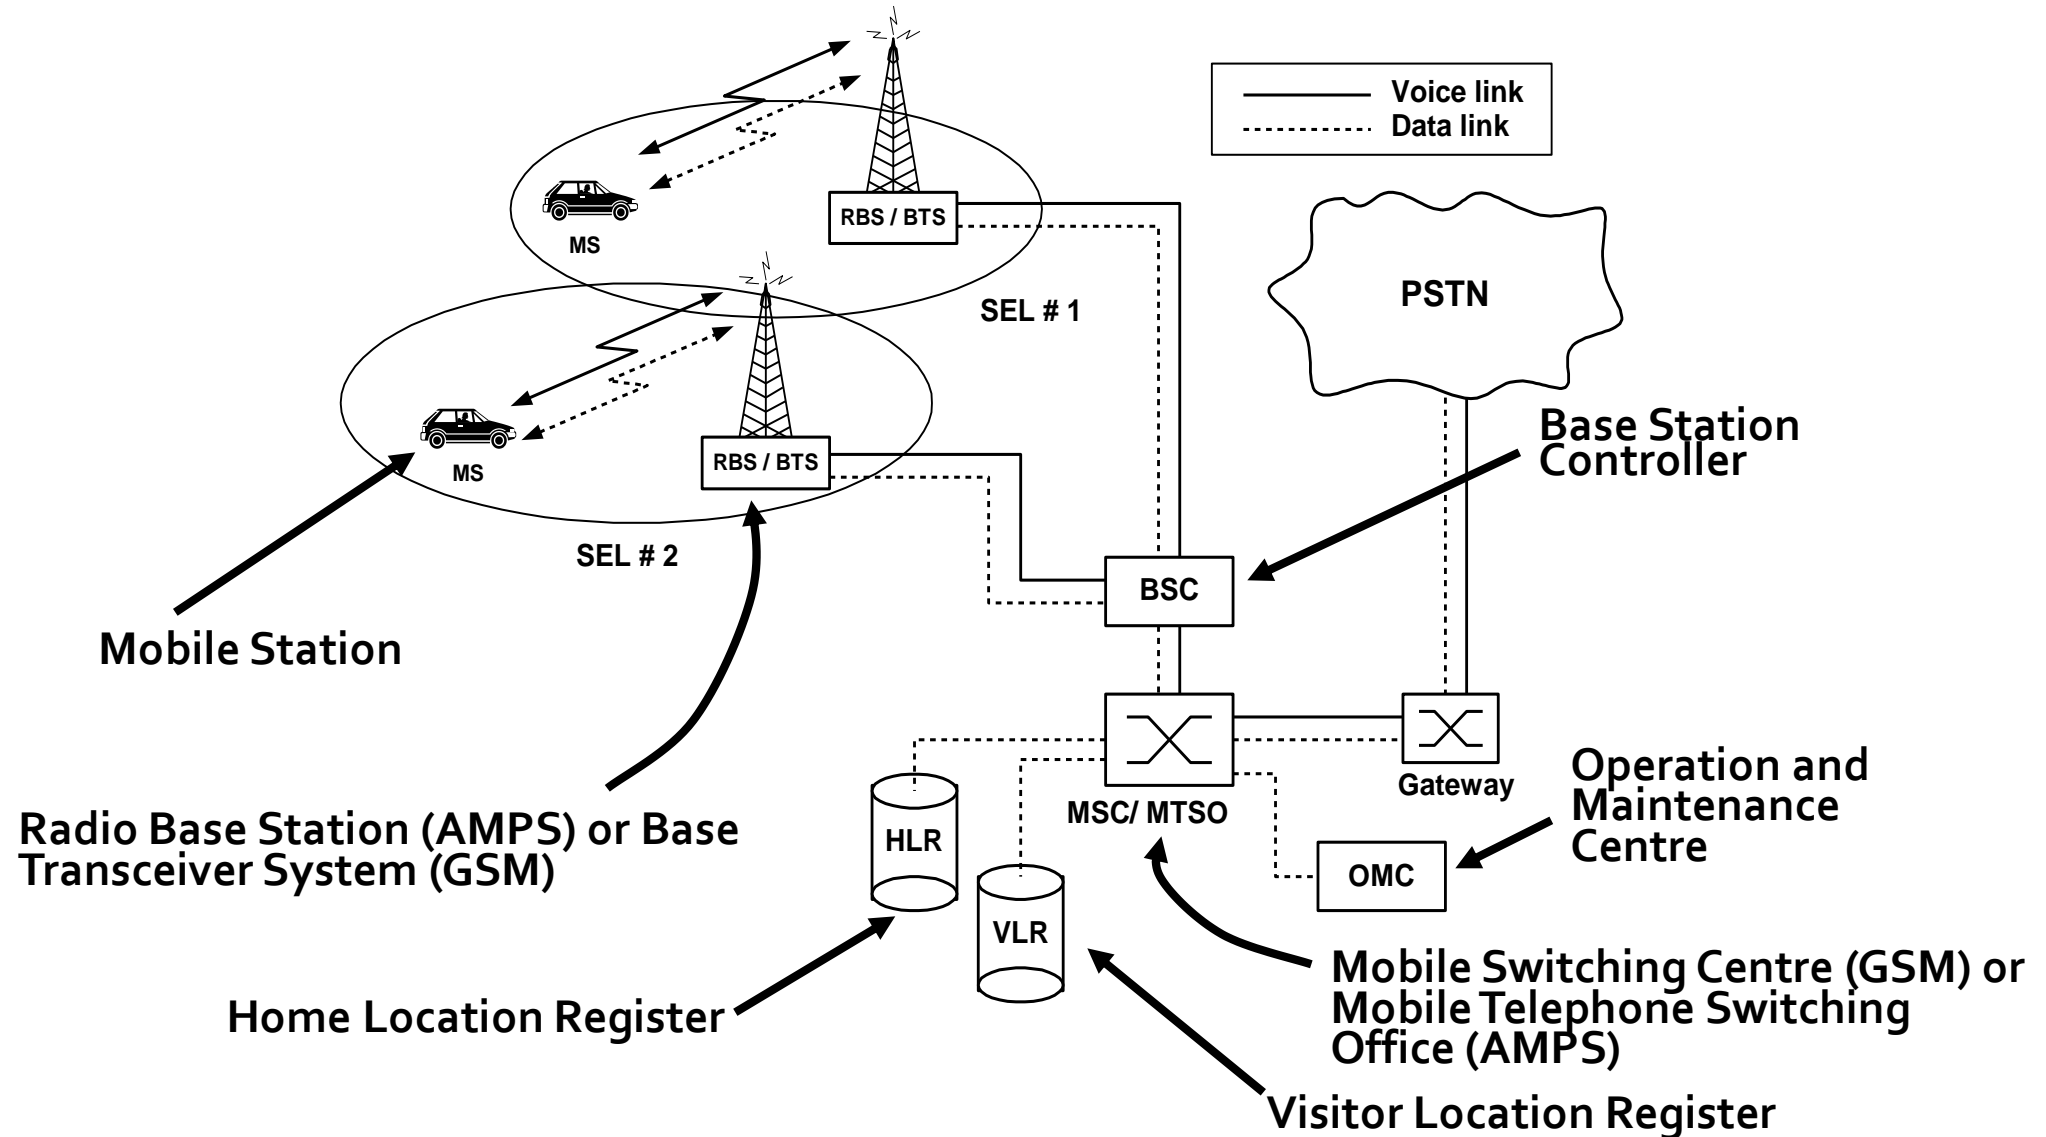 Voice link
Data link
RBS / BTS
MS
PSTN
SEL # 1
Base Station
Controller
RBS / BTS
MS
SEL # 2
BSC
Mobile Station
Operation and
Maintenance
Centre
Gateway
MSC/ MTSO
Radio Base Station (AMPS) or Base
Transceiver System (GSM)
HLR
OMC
VLR
Mobile Switching Centre (GSM) or
Mobile Telephone Switching
Office (AMPS)
Home Location Register
Visitor Location Register